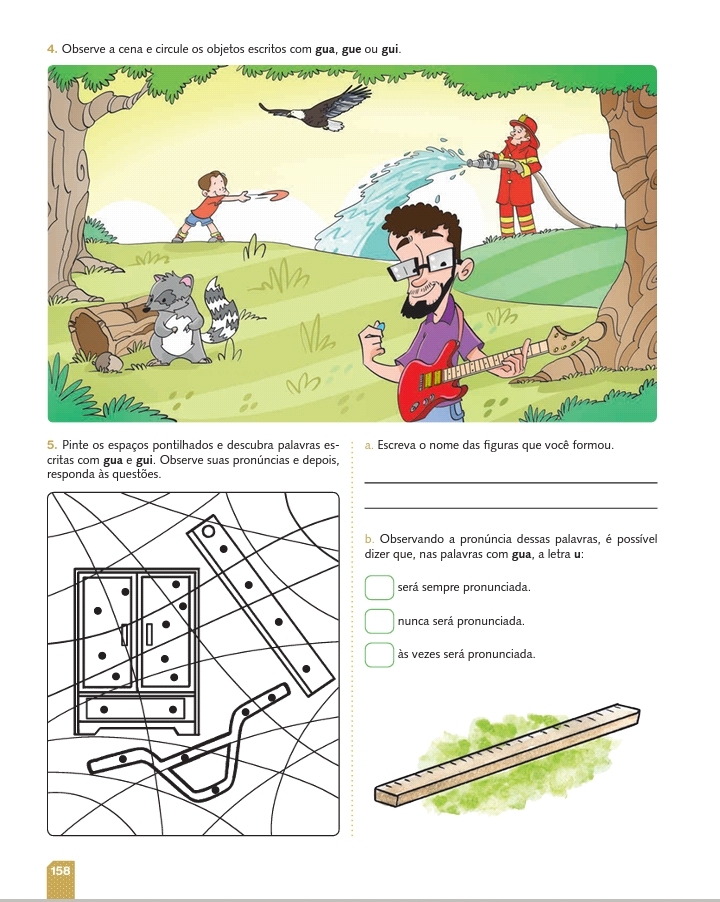 4. Observe a cena e circule os objetos escritos com gua, gue ou gui.
5. Pinte os espaços pontilhados e descubra palavras es-
critas com gua e gui. Observe suas pronúncias e depois,
responda às questões.
a. Escreva o nome das figuras que você formou.
b. Observando a pronúncia dessas palavras, é possível
dizer que, nas palavras com gua, a letra u:
será sempre pronunciada.
nunca será pronunciada.
às vezes será pronunciada.
158